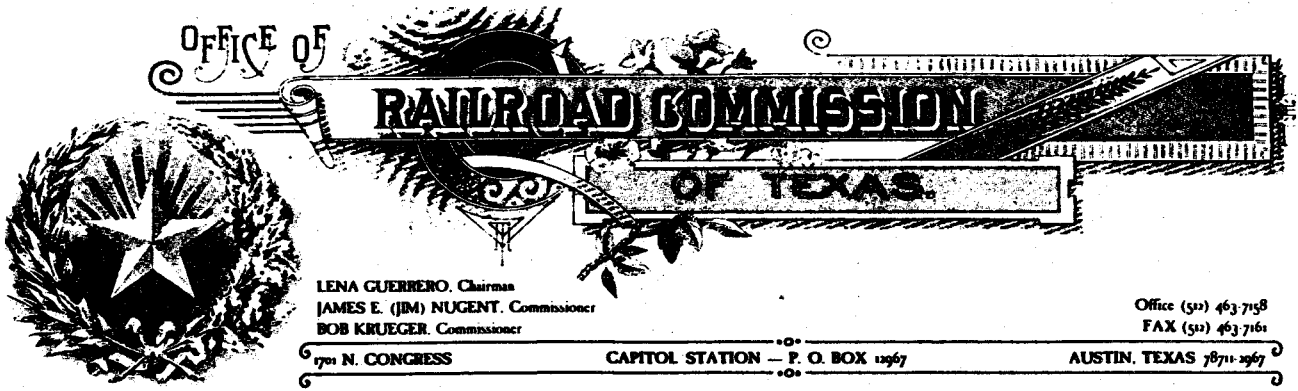 OFFICE OF
RAILROAD COMMISSION
OF TEXAS.
LENA GUERRERO, Chairman
JAMES E. (JIM) NUGENT, Commissioner
BOB KRUEGER, Commissioner
Office (512) 463-7158
FAX (512) 463-7161
1701 N. CONGRESS CAPITOL STATION — P. O. BOX 12967 AUSTIN, TEXAS 78711-2967